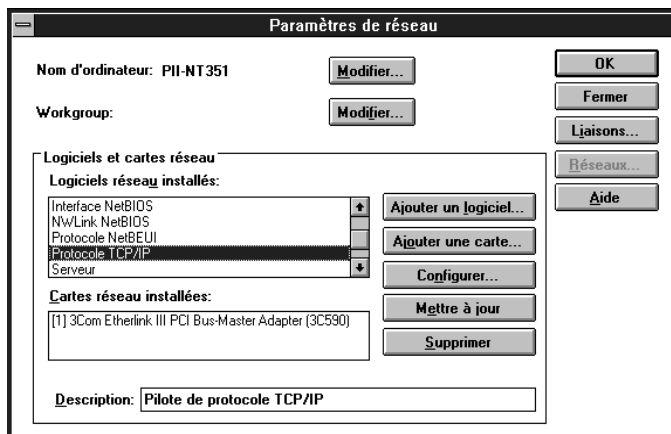 Paramètres de réseau
Nom d'ordinateur: PII-NT351
Modifier...
Workgroup:
Modifier...
OK
Fermer
Liaisons...
Réseaux...
Aide
Logiciels et cartes réseau
Logiciels réseau installés:
Interface NetBIOS
NWLink NetBIOS
Protocole NetBEUI
Protocole TCP/IP
Serveur
Ajouter un logiciel...
Ajouter une carte...
Configurer...
Mettre à jour
Supprimer
Cartes réseau installées:
[1] 3Com Etherlink III PCI Bus-Master Adapter (3C590)
Description: Pilote de protocole TCP/IP